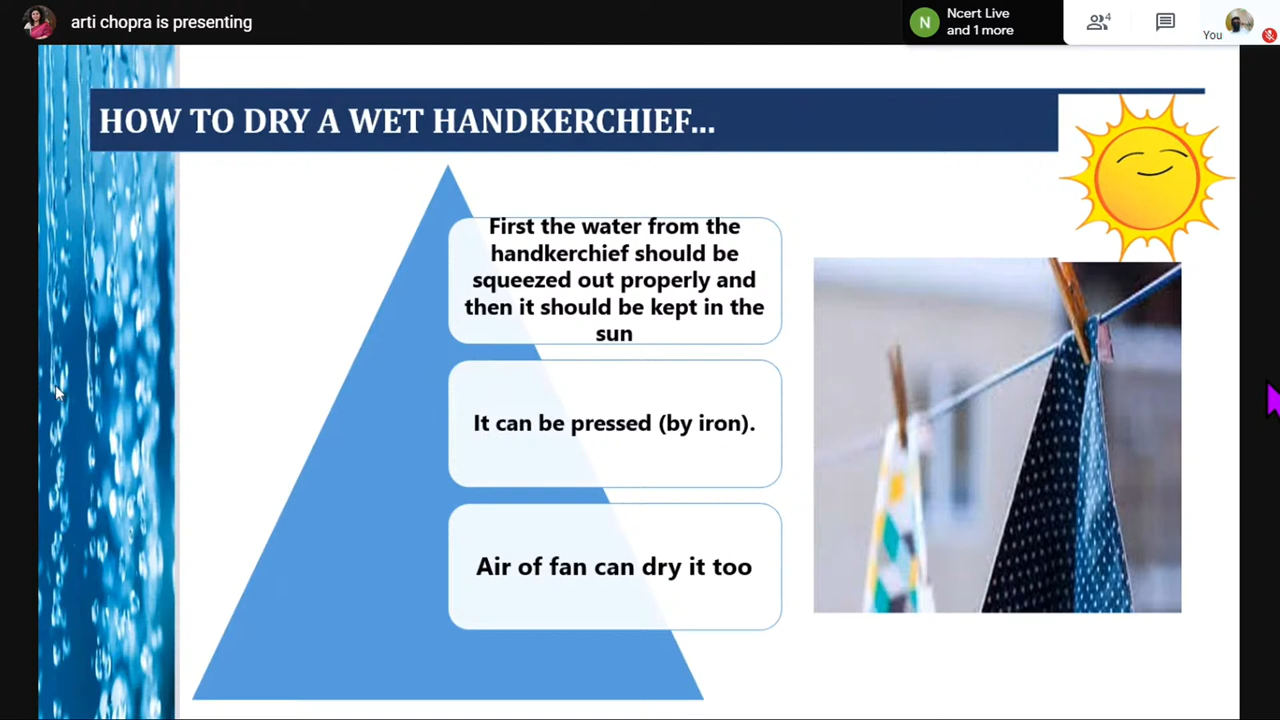 arti chopra is presenting
N
Ncert Live
and 1 more
4
You
HOW TO DRY A WET HANDKERCHIEF...
First the water from the
handkerchief should be
squeezed out properly and
then it should be kept in the
sun
It can be pressed (by iron).
Air of fan can dry it too